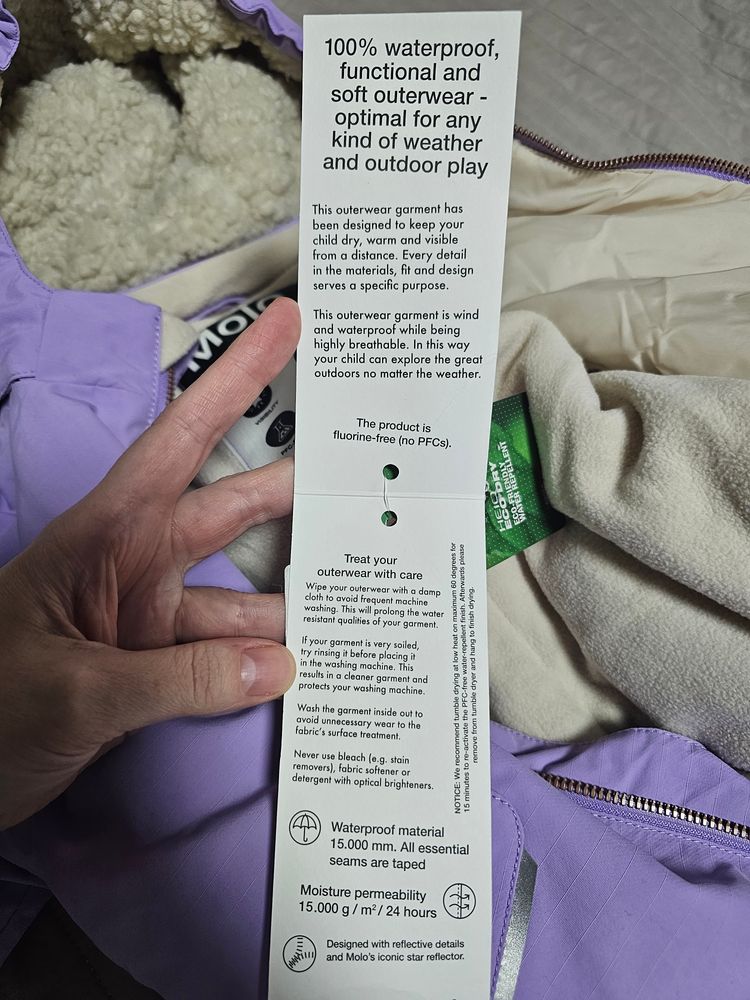 100% waterproof,
functional and
soft outerwear -
optimal for any
kind of weather
and outdoor play
This outerwear garment has
been designed to keep your
child dry, warm and visible
from a distance. Every detail
in the materials, fit and design
serves a specific purpose.
This outerwear garment is wind
and waterproof while being
highly breathable. In this way
your child can explore the great
outdoors no matter the weather.
The product is
fluorine-free (no PFCs).
Treat your
outerwear with care
Wipe your outerwear with a damp
cloth to avoid frequent machine
washing. This will prolong the water
resistant qualities of your garment.
If your garment is very soiled,
try rinsing it before placing it
in the washing machine. This
results in a cleaner garment and
protects your washing machine.
Wash the garment inside out to
avoid unnecessary wear to the
fabric's surface treatment.
Never use bleach (e.g. stain
removers), fabric softener or
detergent with optical brighteners.
NOTICE: We recommend tumble drying at low heat on maximum 60 degrees for
15 minutes to re-activate the PFC-free water-repellent finish. Afterwards please
remove from tumble dryer and hang to finish drying.
Waterproof material
15.000 mm. All essential
seams are taped
Moisture permeability
15.000 g / m²/ 24 hours
Designed with reflective details
and Molo's iconic star reflector.
Molo
VISIBILITY
ECO DRY
ECO-FRIENDLY
WATER REPELLENT